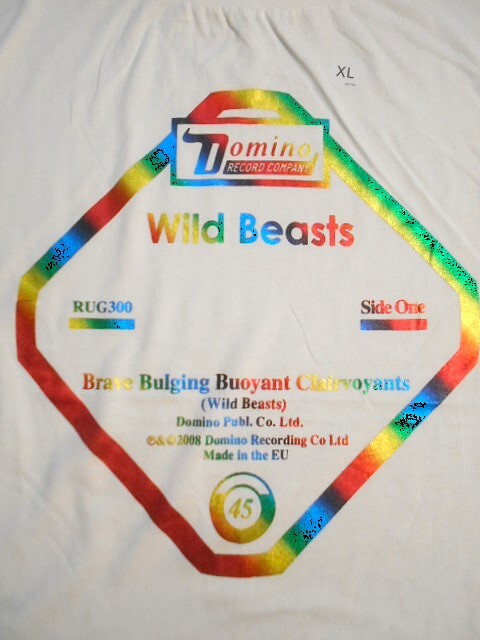 XL
Domino
RECORD COMPANY
Wild Beasts
RUG300
Side One
Brave Bulging Buoyant Clairvoyants
(Wild Beasts)
Domino Publ. Co. Ltd.
℗&©2008 Domino Recording Co Ltd
Made in the EU
45